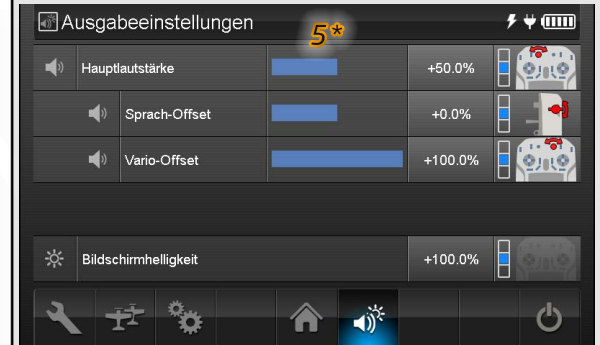 Ausgabeeinstellungen
5*
Hauptlautstärke +50.0%
Sprach-Offset +0.0%
Vario-Offset +100.0%
Bildschirmhelligkeit +100.0%